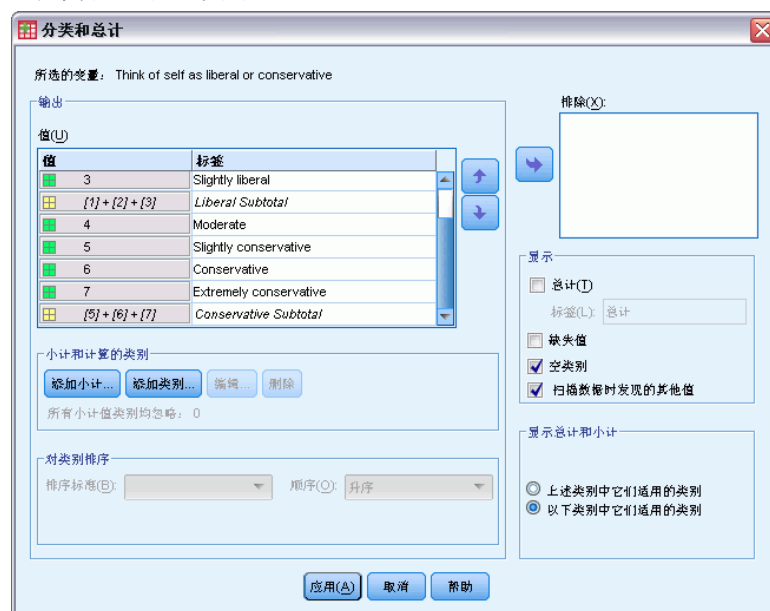 分类和总计
所选的变量: Think of self as liberal or conservative
输出
值(U)
值 标签
3 Slightly liberal
[1] + [2] + [3] Liberal Subtotal
4 Moderate
5 Slightly conservative
6 Conservative
7 Extremely conservative
[5] + [6] + [7] Conservative Subtotal
小计和计算的类别
添加小计... 添加类别... 编辑... 删除
所有小计值类别均忽略: 0
对类别排序
排序标准(B): 顺序(O): 升序
排除(X):
显示
总计(T)
标签(L): 总计
缺失值
空类别
扫描数据时发现的其他值
显示总计和小计
上述类别中它们适用的类别
以下类别中它们适用的类别
应用(A) 取消 帮助